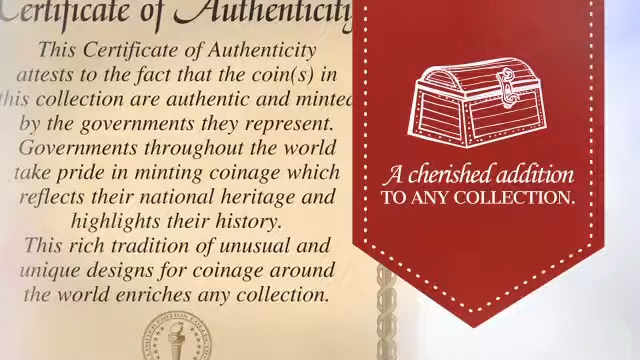 Certificate of Authenticity
This Certificate of Authenticity
attests to the fact that the coin(s) in
this collection are authentic and minted
by the governments they represent.
Governments throughout the world
take pride in minting coinage which
reflects their national heritage and
highlights their history.
This rich tradition of unusual and
unique designs for coinage around
the world enriches any collection.
LIMITED EDITION
A cherished addition
TO ANY COLLECTION.